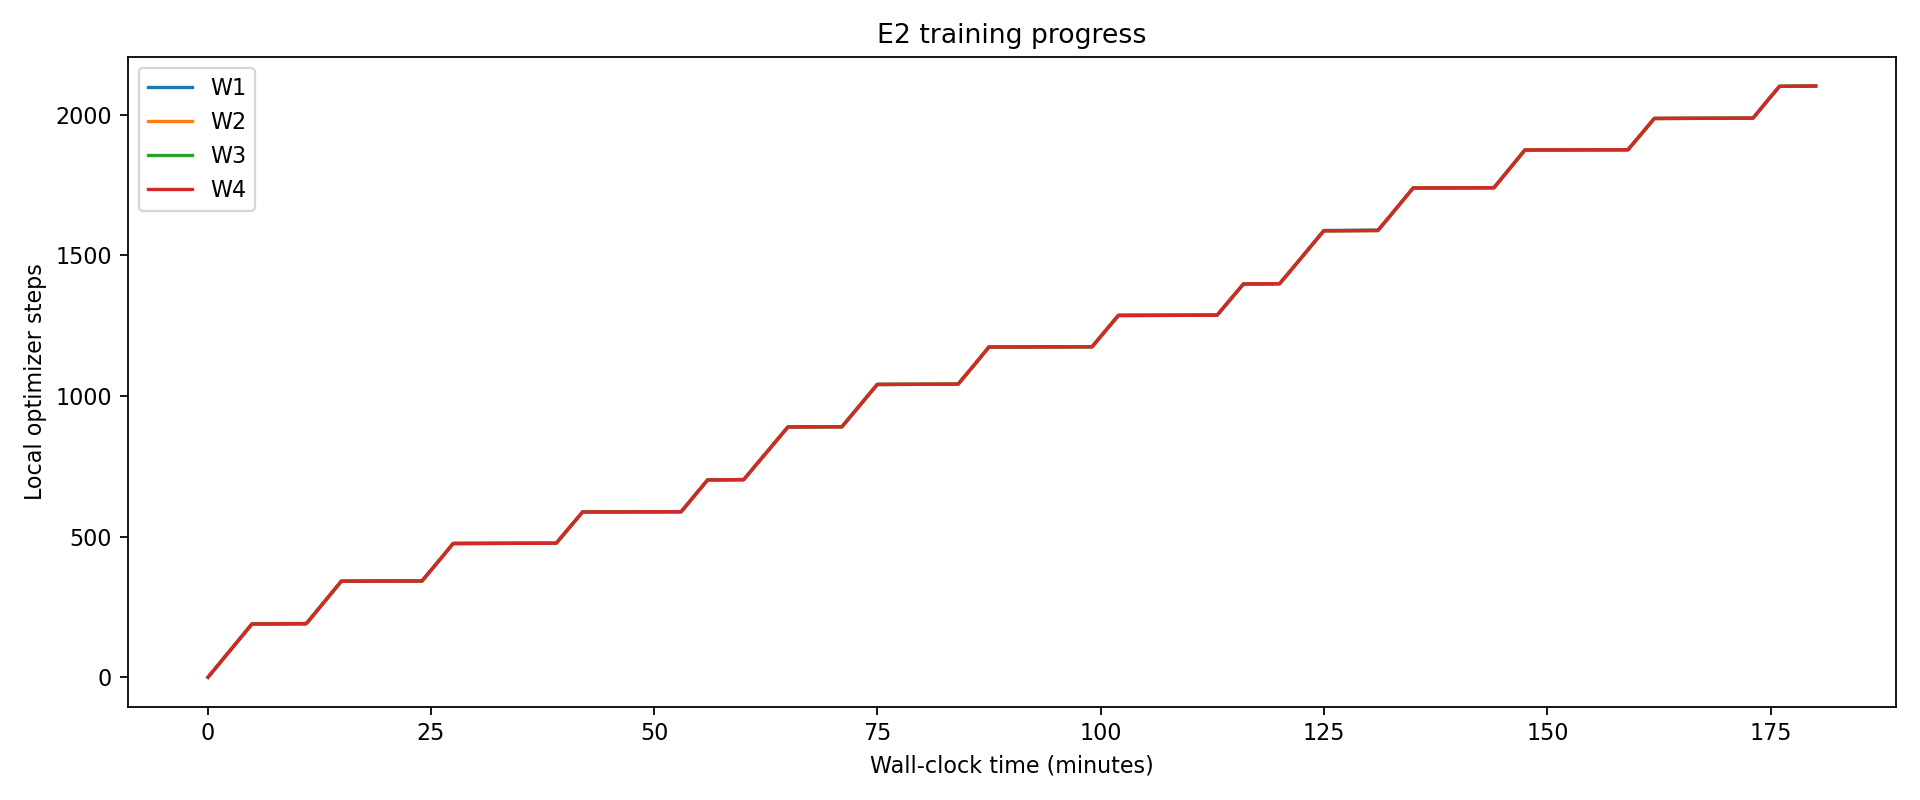 E2 training progress
W1
W2
W3
W4
Local optimizer steps
2000
1500
1000
500
0
0 25 50 75 100 125 150 175
Wall-clock time (minutes)